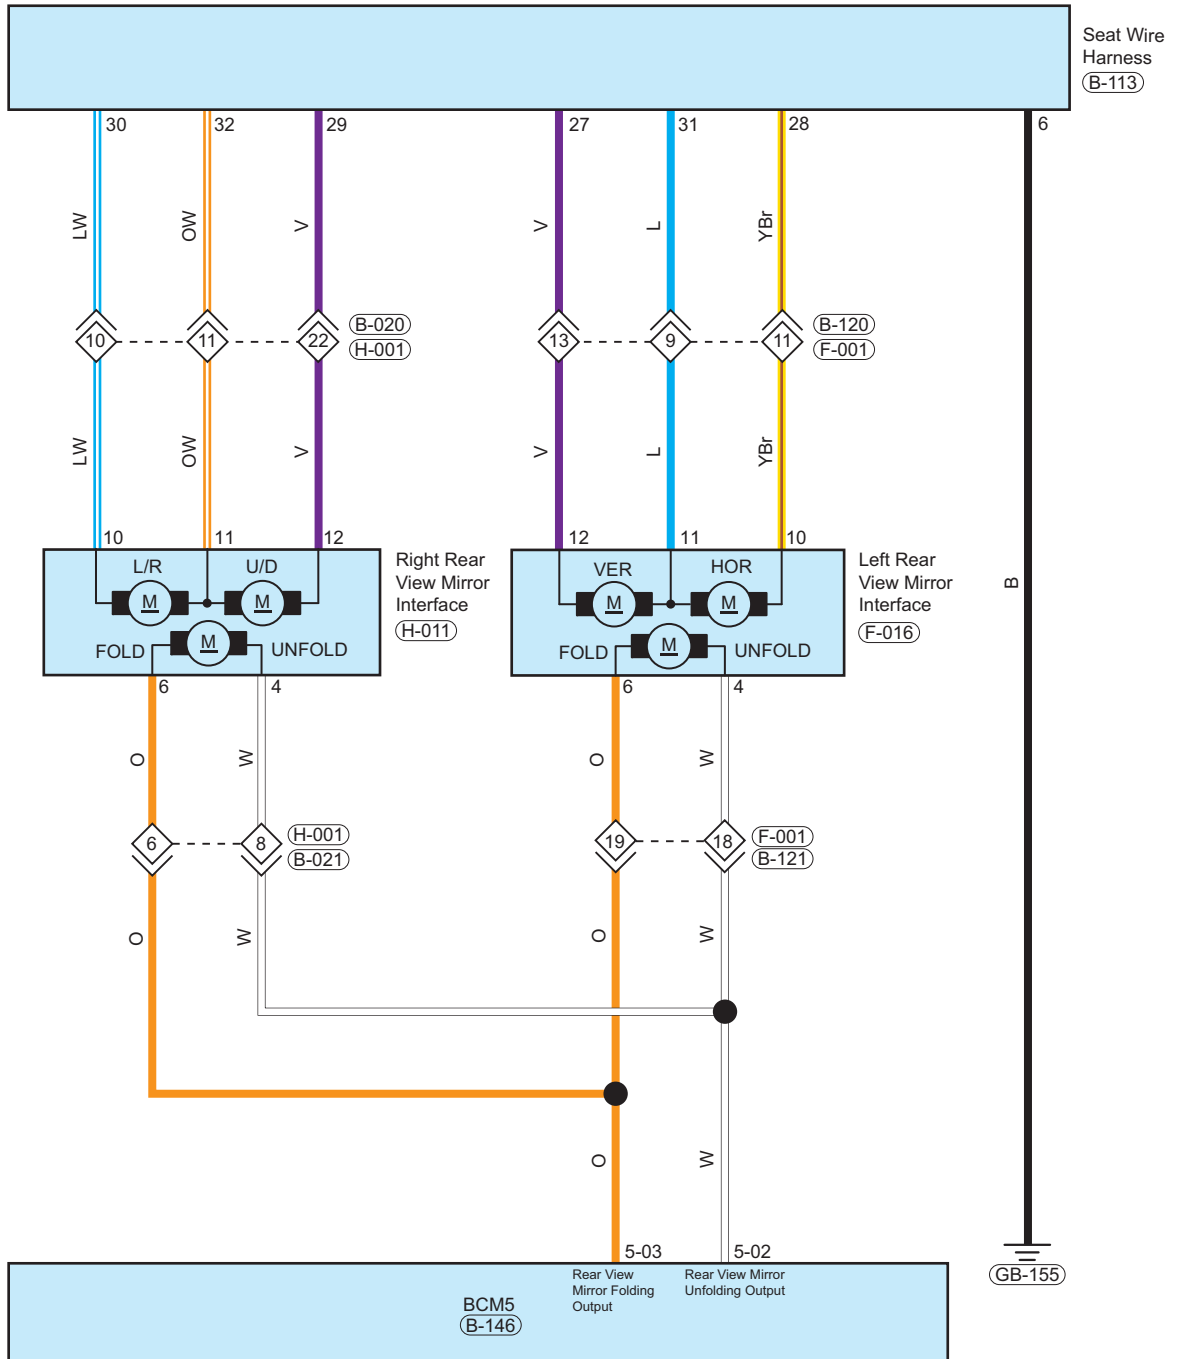 Seat Wire
Harness
B-113
30 32 29 27 31 28 6
LW OW V V L YBr
10 11 22 B-020
H-001
13 9 11 B-120
F-001
LW OW V V L YBr
10 11 12 12 11 10
L/R U/D
M M
FOLD M UNFOLD
Right Rear
View Mirror
Interface
H-011
VER HOR
M M
FOLD M UNFOLD
Left Rear
View Mirror
Interface
F-016
B
6 4 6 4
O W O W
6 8 H-001
B-021
19 18 F-001
B-121
O W O W
O W
5-03 5-02
Rear View
Mirror Folding
Output
Rear View Mirror
Unfolding Output
BCM5
B-146
GB-155